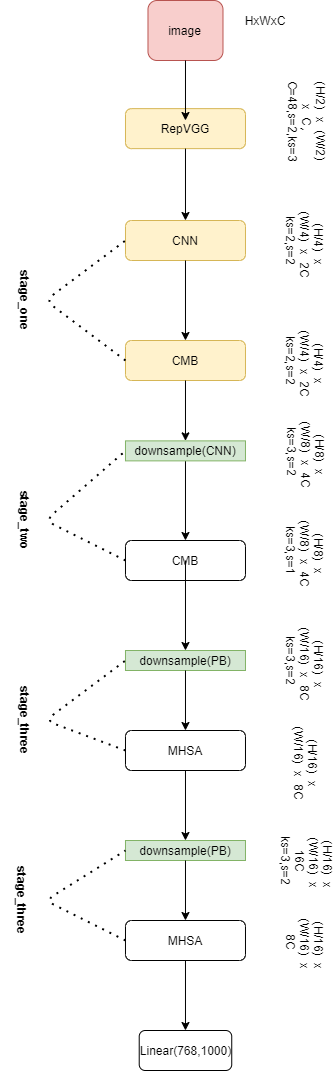 image
HxWxC
(H/2) x (W/2)
x C,
C=48,s=2,ks=3
RepVGG
CNN
(H/4) x
(W/4) x 2C
ks=2,s=2
stage_one
CMB
(H/4) x
(W/4) x 2C
ks=2,s=2
downsample(CNN)
(H/8) x
(W/8) x 4C
ks=3,s=2
stage_two
CMB
(H/8) x
(W/8) x 4C
ks=3,s=1
downsample(PB)
(H/16) x
(W/16) x 8C
ks=3,s=2
stage_three
MHSA
(H/16) x
(W/16) x 8C
downsample(PB)
(H/16) x
(W/16) x
16C
ks=3,s=2
stage_three
MHSA
(H/16) x
(W/16) x
8C
Linear(768,1000)